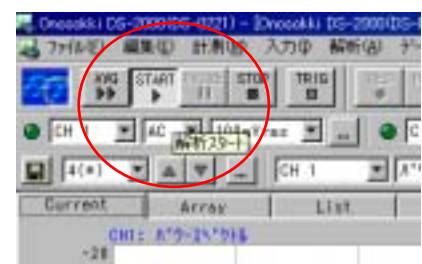 Onosokki DS-2000(DS-0221) - [Onosokki DS-2000(DS-
ファイル(F) 編集(E) 計測(M) 入力(I) 解析(A)
AVG START STOP TRIG
CH 1 AC
解析スタート
4(*) CH 1
Current Array List
CH1: パワースペクトル
-20